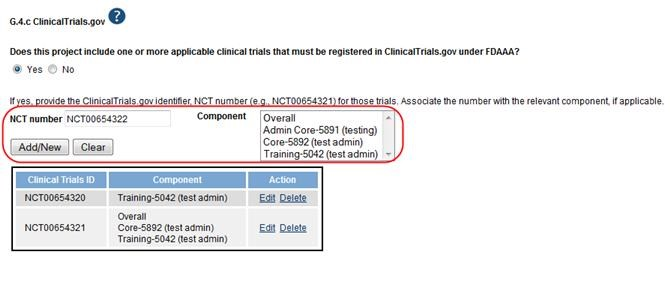 G.4.c ClinicalTrials.gov ?
Does this project include one or more applicable clinical trials that must be registered in ClinicalTrials.gov under FDAAA?
Yes No
If yes, provide the ClinicalTrials.gov identifier, NCT number (e.g., NCT00654321) for those trials. Associate the number with the relevant component, if applicable.
NCT number NCT00654322 Component Overall
Admin Core-5891 (testing)
Core-5892 (test admin)
Training-5042 (test admin)
Add/New Clear
Clinical Trials ID Component Action
NCT00654320 Training-5042 (test admin) Edit Delete
Overall
NCT00654321 Core-5892 (test admin) Edit Delete
Training-5042 (test admin)